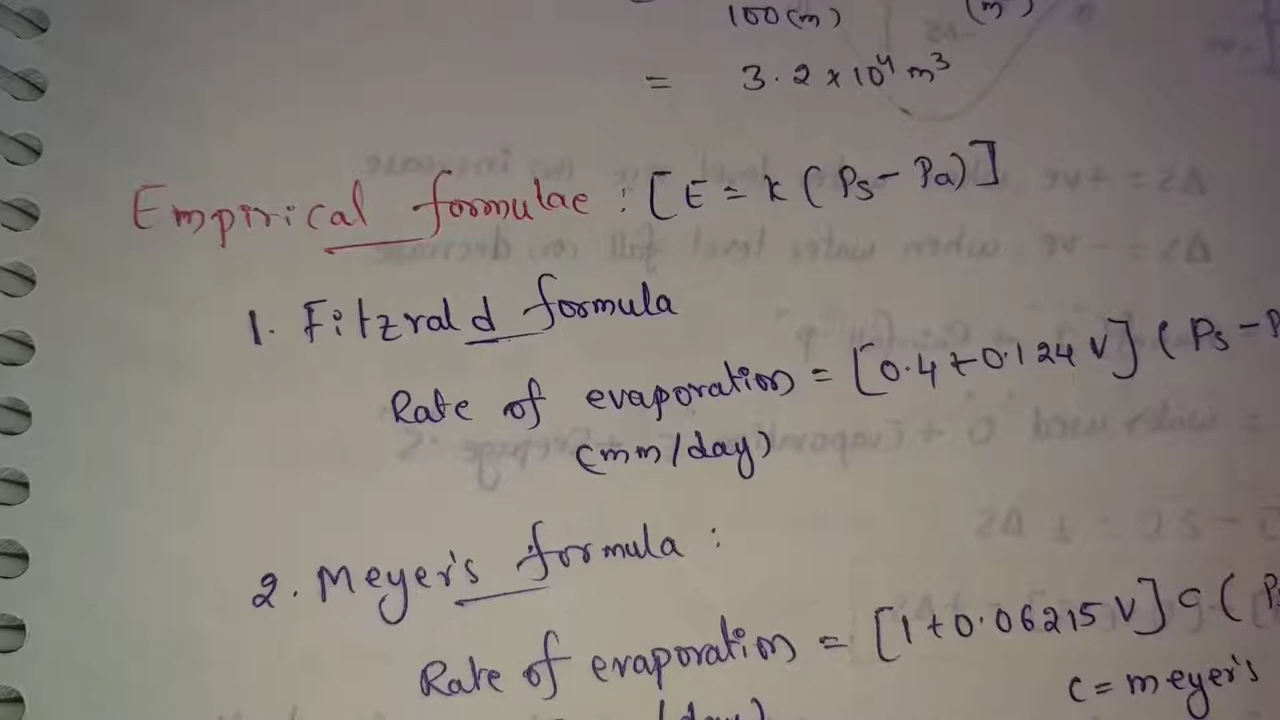 100(m) (m)
= 3.2 x 10⁴ m³
Empirical formulae : [E = k (Ps - Pa)]
1. Fitzrald formula
Rate of evaporation = [0.4 + 0.124 V] (Ps - P
(mm/day)
2. Meyer's formula :
Rate of evaporation = [1 + 0.06215 V] C ( P
C = meyer's